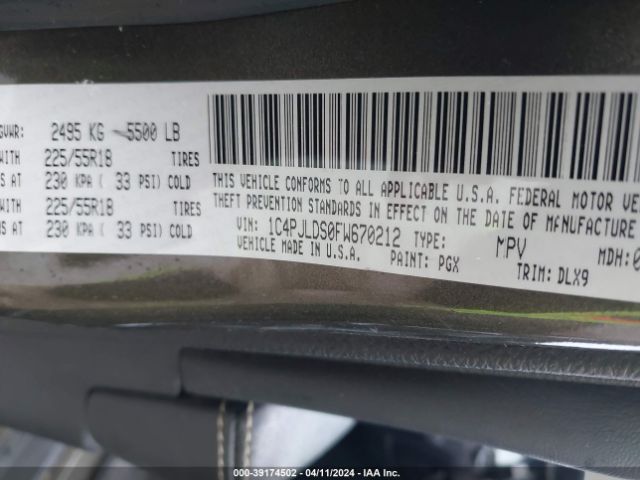 GVWR: 2495 KG 5500 LB
WITH 225/55R18 TIRES
S AT 230 KPA ( 33 PSI) COLD
WITH 225/55R18 TIRES
S AT 230 KPA ( 33 PSI) COLD
THIS VEHICLE CONFORMS TO ALL APPLICABLE U.S.A. FEDERAL MOTOR VE
THEFT PREVENTION STANDARDS IN EFFECT ON THE DATE OF MANUFACTURE
VIN: 1C4PJLDS0FW670212 TYPE: MPV MDH:0
VEHICLE MADE IN U.S.A. PAINT: PGX TRIM: DLX9
000-39174502 / 04/11/2024 / IAA Inc.